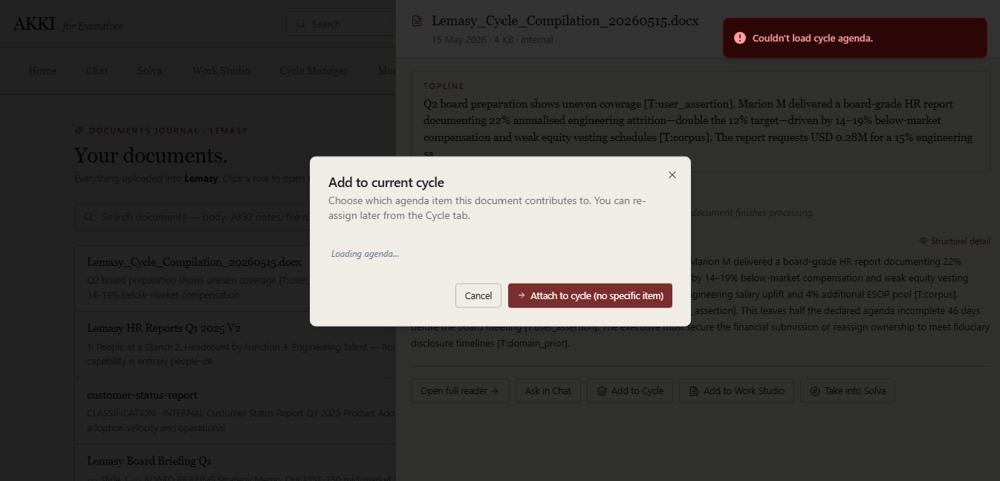 AKKI for Executives
Search
Home
Chat
Solva
Work Studio
Cycle Manager
DOCUMENTS JOURNAL · LEMASY
Your documents.
Everything uploaded into Lemasy. Click a row to open
Search documents — body, AKKI notes, file
Lemasy_Cycle_Compilation_20260515.docx
Q2 board preparation shows uneven coverage [T:user_
14–19% below-market compensation
Lemasy HR Reports Q1 2025 V2
1. People at a Glance 2. Headcount by Function 3. Engineering Talent — Boa
capability is entirely people-de
customer-status-report
CLASSIFICATION · INTERNAL Customer Status Report Q1 2025 Product Ado
adoption velocity and operational
Lemasy Board Briefing Q1
Slide 1 --- BOARD BRIEFING Strategy Memo: Our FTSE-250 mid-market
Lemasy_Cycle_Compilation_20260515.docx
15 May 2026 · 4 KB · internal
Couldn't load cycle agenda.
TOPLINE
Q2 board preparation shows uneven coverage [T:user_assertion]. Marion M delivered a board-grade HR report
documenting 22% annualised engineering attrition—double the 12% target—driven by 14–19% below-market
compensation and weak equity vesting schedules [T:corpus]. The report requests USD 0.28M for a 15% engineering
sa
document finishes processing.
Structural detail
Marion M delivered a board-grade HR report documenting 22%
by 14–19% below-market compensation and weak equity vesting
engineering salary uplift and 4% additional ESOP pool [T:corpus].
_assertion]. This leaves half the declared agenda incomplete 46 days
before the board meeting [T:user_assertion]. The executive must secure the financial submission or reassign ownership to meet fiduciary
disclosure timelines [T:domain_prior].
Open full reader →
Ask in Chat
Add to Cycle
Add to Work Studio
Take into Solva
Add to current cycle
Choose which agenda item this document contributes to. You can re-
assign later from the Cycle tab.
Loading agenda...
Cancel
→ Attach to cycle (no specific item)